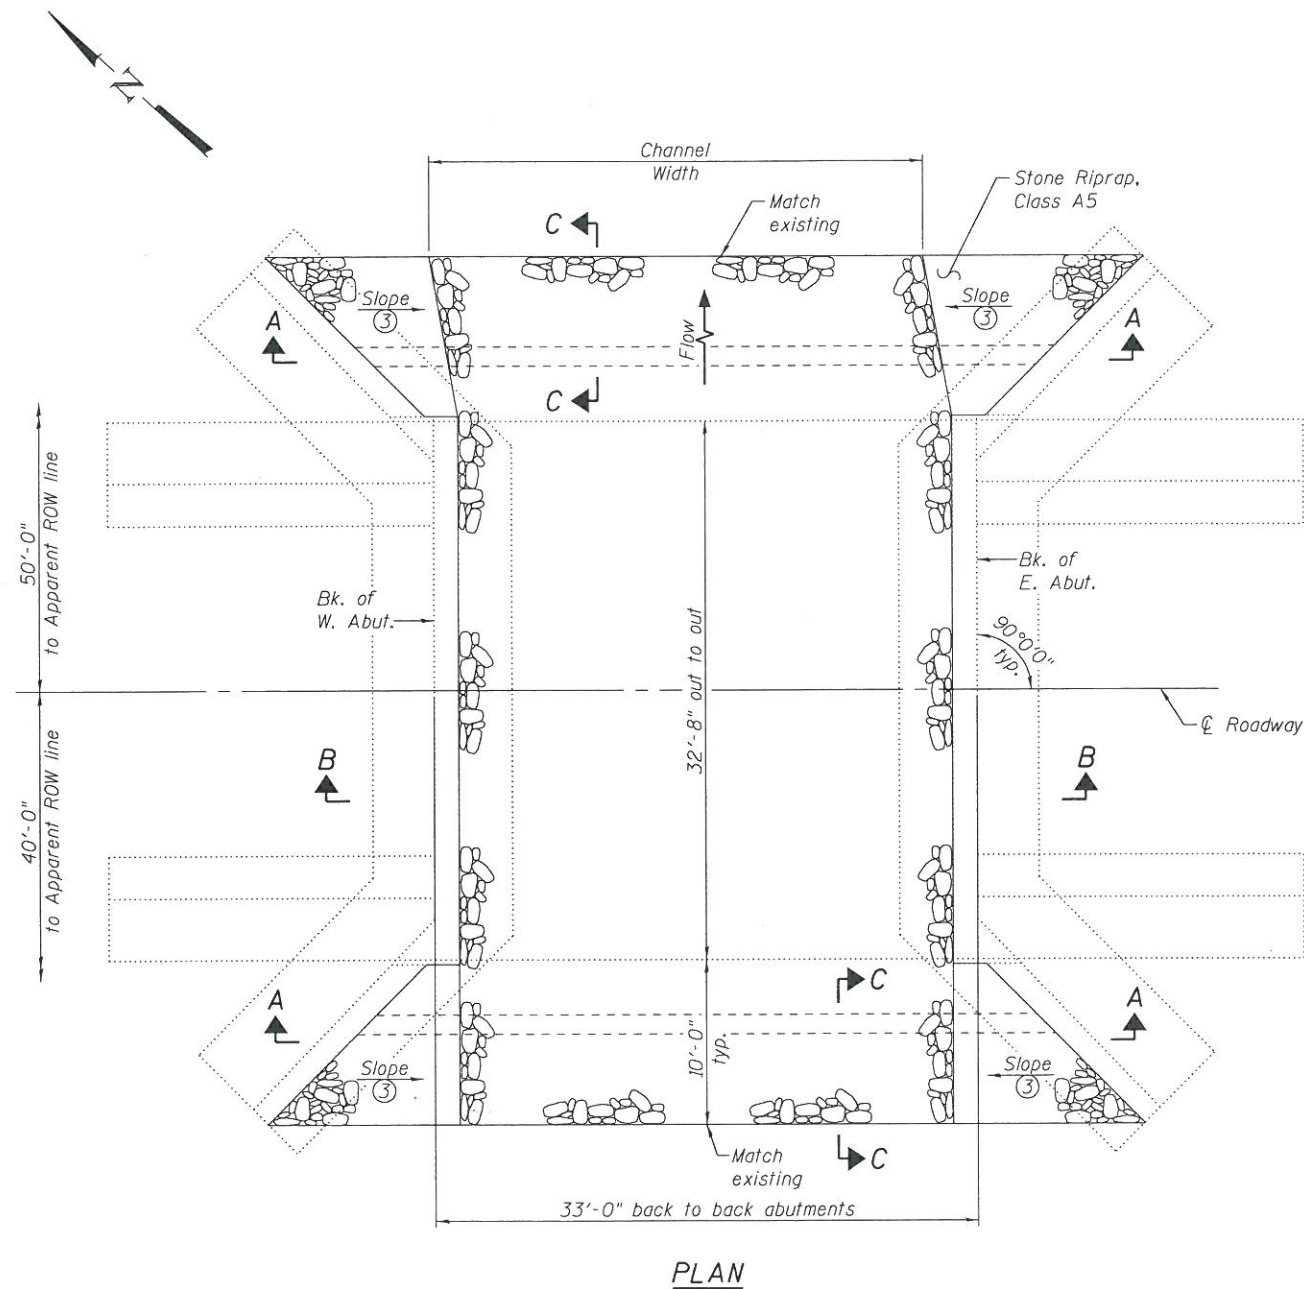 N
Channel
Width
Stone Riprap,
Class A5
Match
existing
C
Slope
3
Slope
3
A
A
Flow
C
50'-0"
to Apparent ROW line
Bk. of
W. Abut.
Bk. of
E. Abut.
32'-8" out to out
90°0'0"
typ.
℄ Roadway
B
B
40'-0"
to Apparent ROW line
C
A
A
10'-0"
typ.
Slope
3
Slope
3
Match
existing
C
33'-0" back to back abutments
PLAN